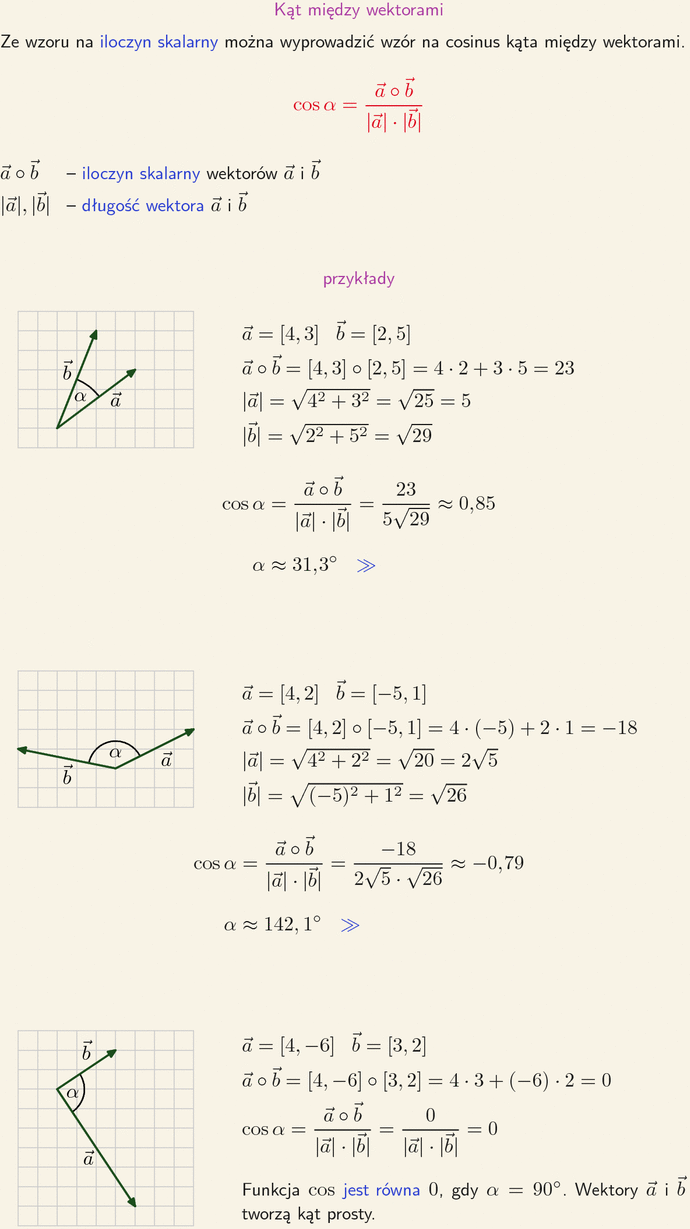 Kąt między wektorami
Ze wzoru na iloczyn skalarny można wyprowadzić wzór na cosinus kąta między wektorami.
$\cos\alpha = \frac{\vec{a} \circ \vec{b}}{|\vec{a}| \cdot |\vec{b}|}$
$\vec{a} \circ \vec{b}$ – iloczyn skalarny wektorów $\vec{a}$ i $\vec{b}$
$|\vec{a}|, |\vec{b}|$ – długość wektora $\vec{a}$ i $\vec{b}$
przykłady
$\vec{b}$
$\alpha$ $\vec{a}$
$\vec{a} = [4, 3]$ $\vec{b} = [2, 5]$
$\vec{a} \circ \vec{b} = [4, 3] \circ [2, 5] = 4 \cdot 2 + 3 \cdot 5 = 23$
$|\vec{a}| = \sqrt{4^2 + 3^2} = \sqrt{25} = 5$
$|\vec{b}| = \sqrt{2^2 + 5^2} = \sqrt{29}$
$\cos\alpha = \frac{\vec{a} \circ \vec{b}}{|\vec{a}| \cdot |\vec{b}|} = \frac{23}{5\sqrt{29}} \approx 0{,}85$
$\alpha \approx 31{,}3^\circ$ ≫
$\alpha$
$\vec{b}$ $\vec{a}$
$\vec{a} = [4, 2]$ $\vec{b} = [-5, 1]$
$\vec{a} \circ \vec{b} = [4, 2] \circ [-5, 1] = 4 \cdot (-5) + 2 \cdot 1 = -18$
$|\vec{a}| = \sqrt{4^2 + 2^2} = \sqrt{20} = 2\sqrt{5}$
$|\vec{b}| = \sqrt{(-5)^2 + 1^2} = \sqrt{26}$
$\cos\alpha = \frac{\vec{a} \circ \vec{b}}{|\vec{a}| \cdot |\vec{b}|} = \frac{-18}{2\sqrt{5} \cdot \sqrt{26}} \approx -0{,}79$
$\alpha \approx 142, 1^\circ$ ≫
$\vec{b}$
$\alpha$
$\vec{a}$
$\vec{a} = [4, -6]$ $\vec{b} = [3, 2]$
$\vec{a} \circ \vec{b} = [4, -6] \circ [3, 2] = 4 \cdot 3 + (-6) \cdot 2 = 0$
$\cos\alpha = \frac{\vec{a} \circ \vec{b}}{|\vec{a}| \cdot |\vec{b}|} = \frac{0}{|\vec{a}| \cdot |\vec{b}|} = 0$
Funkcja cos jest równa 0, gdy $\alpha = 90^\circ$. Wektory $\vec{a}$ i $\vec{b}$
tworzą kąt prosty.